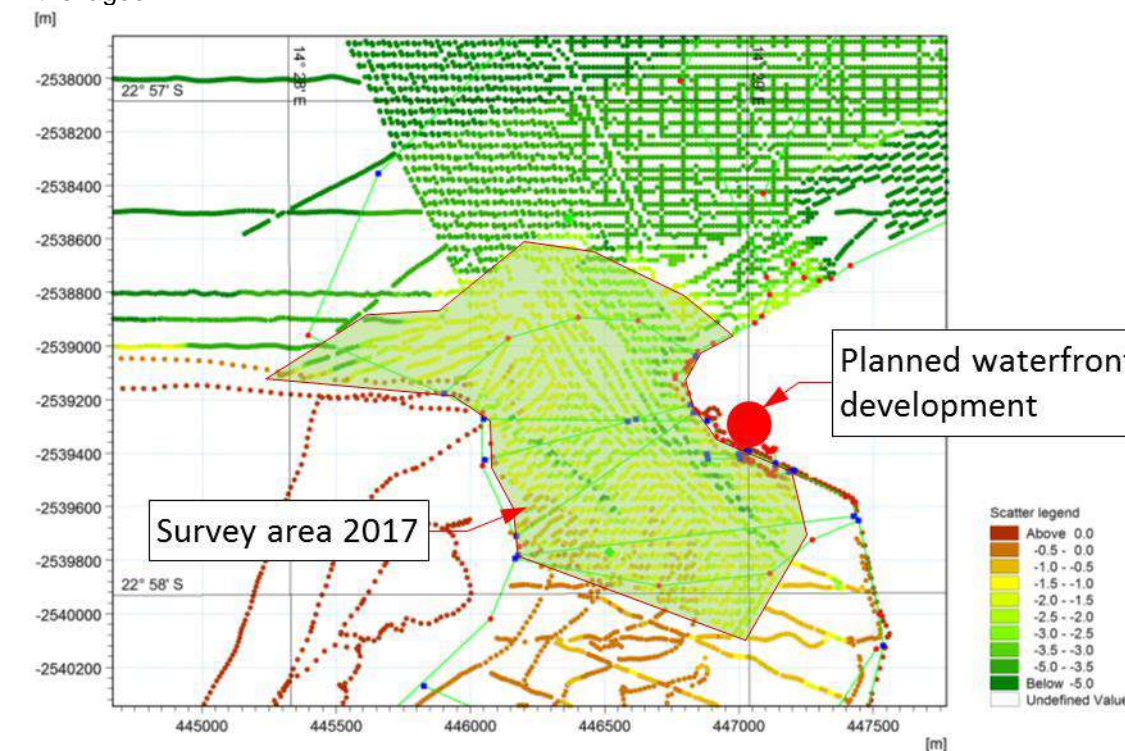 [m]
-2538000
22° 57' S
14° 28' E
-2538200
-2538400
-2538600
-2538800
-2539000
Planned waterfront
development
-2539200
-2539400
Survey area 2017
-2539600
-2539800
22° 58' S
-2540000
-2540200
Scatter legend
Above 0.0
-0.5 - 0.0
-1.0 - -0.5
-1.5 - -1.0
-2.0 - -1.5
-2.5 - -2.0
-3.0 - -2.5
-3.5 - -3.0
-5.0 - -3.5
Below -5.0
Undefined Value
445000 445500 446000 446500 447000 447500
[m]